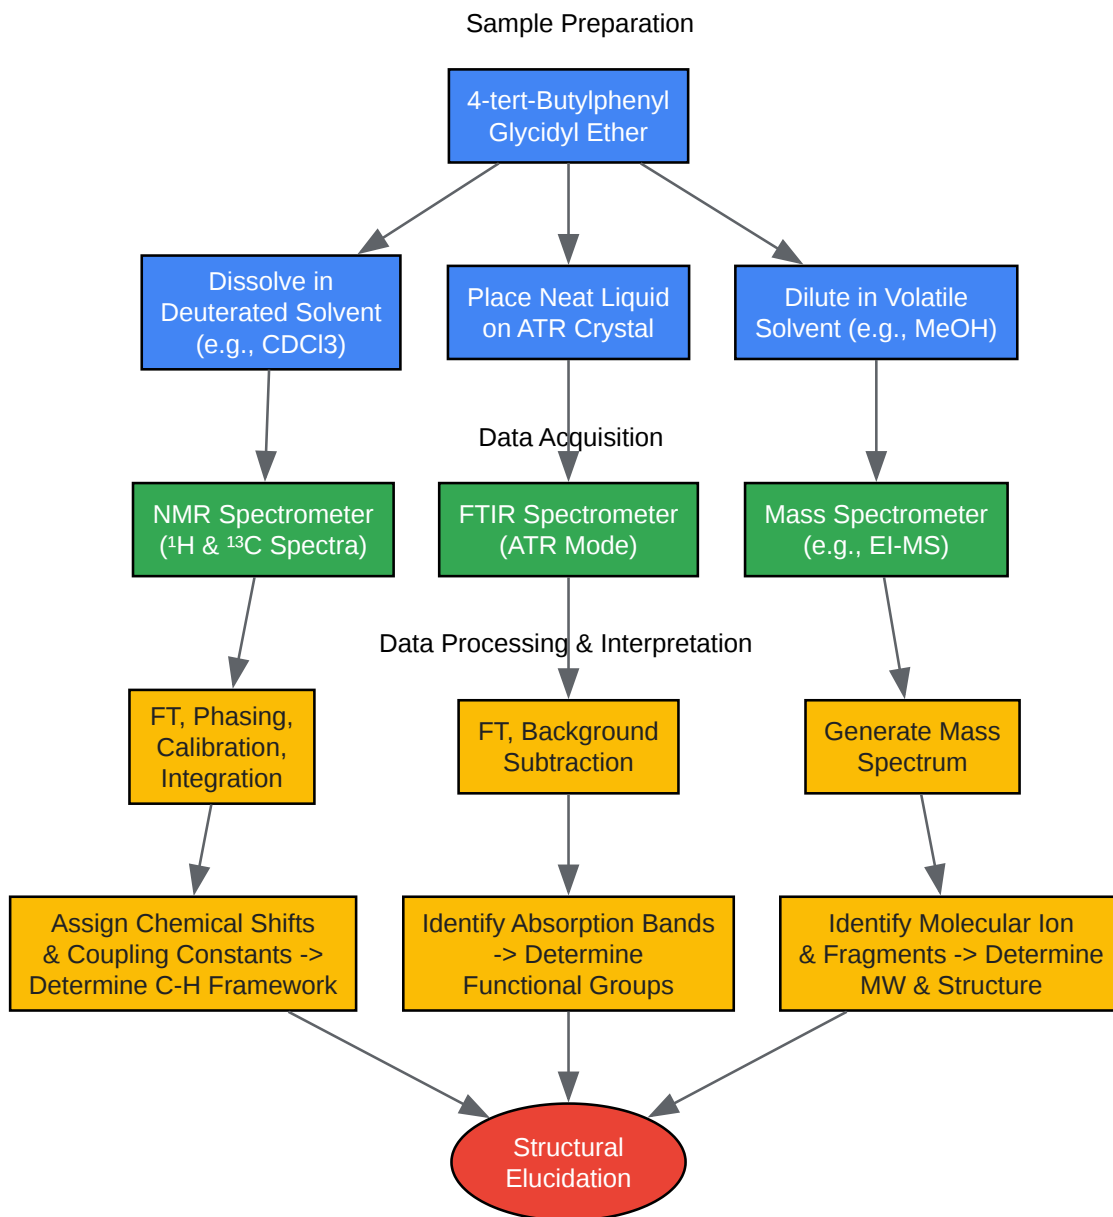 Sample Preparation
4-tert-Butylphenyl
Glycidyl Ether
Dissolve in
Deuterated Solvent
(e.g., CDCl3)
Place Neat Liquid
on ATR Crystal
Dilute in Volatile
Solvent (e.g., MeOH)
Data Acquisition
NMR Spectrometer
(¹H & ¹³C Spectra)
FTIR Spectrometer
(ATR Mode)
Mass Spectrometer
(e.g., EI-MS)
Data Processing & Interpretation
FT, Phasing,
Calibration,
Integration
FT, Background
Subtraction
Generate Mass
Spectrum
Assign Chemical Shifts
& Coupling Constants ->
Determine C-H Framework
Identify Absorption Bands
-> Determine
Functional Groups
Identify Molecular Ion
& Fragments -> Determine
MW & Structure
Structural
Elucidation